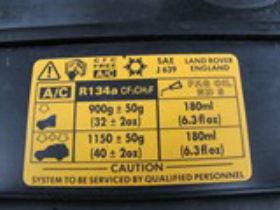 CFC FREE A/C SAE J 639 LAND ROVER ENGLAND
A/C R134a CF₃CH₂F PAG OIL ND 8
900g ± 50g 180ml
(32 ± 2oz) (6.3fl oz)
1150 ± 50g 180ml
(40 ± 2oz) (6.3fl oz)
CAUTION
SYSTEM TO BE SERVICED BY QUALIFIED PERSONNEL